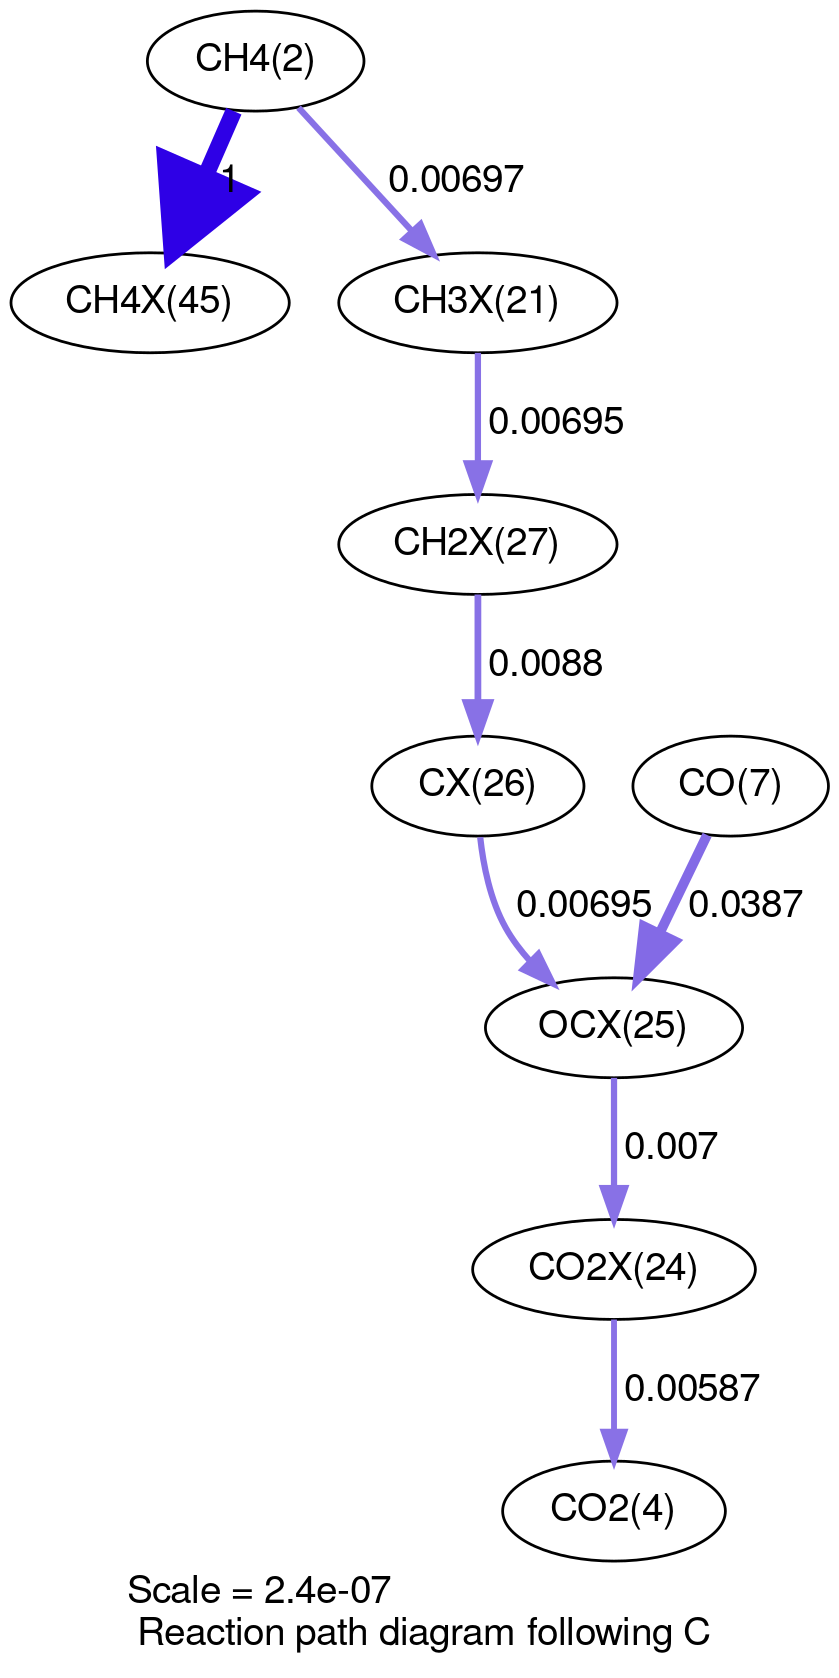 CH4(2)
1
0.00697
CH4X(45)
CH3X(21)
0.00695
CH2X(27)
0.0088
CX(26)
CO(7)
0.00695
0.0387
OCX(25)
0.007
CO2X(24)
0.00587
CO2(4)
Scale = 2.4e-07
Reaction path diagram following C